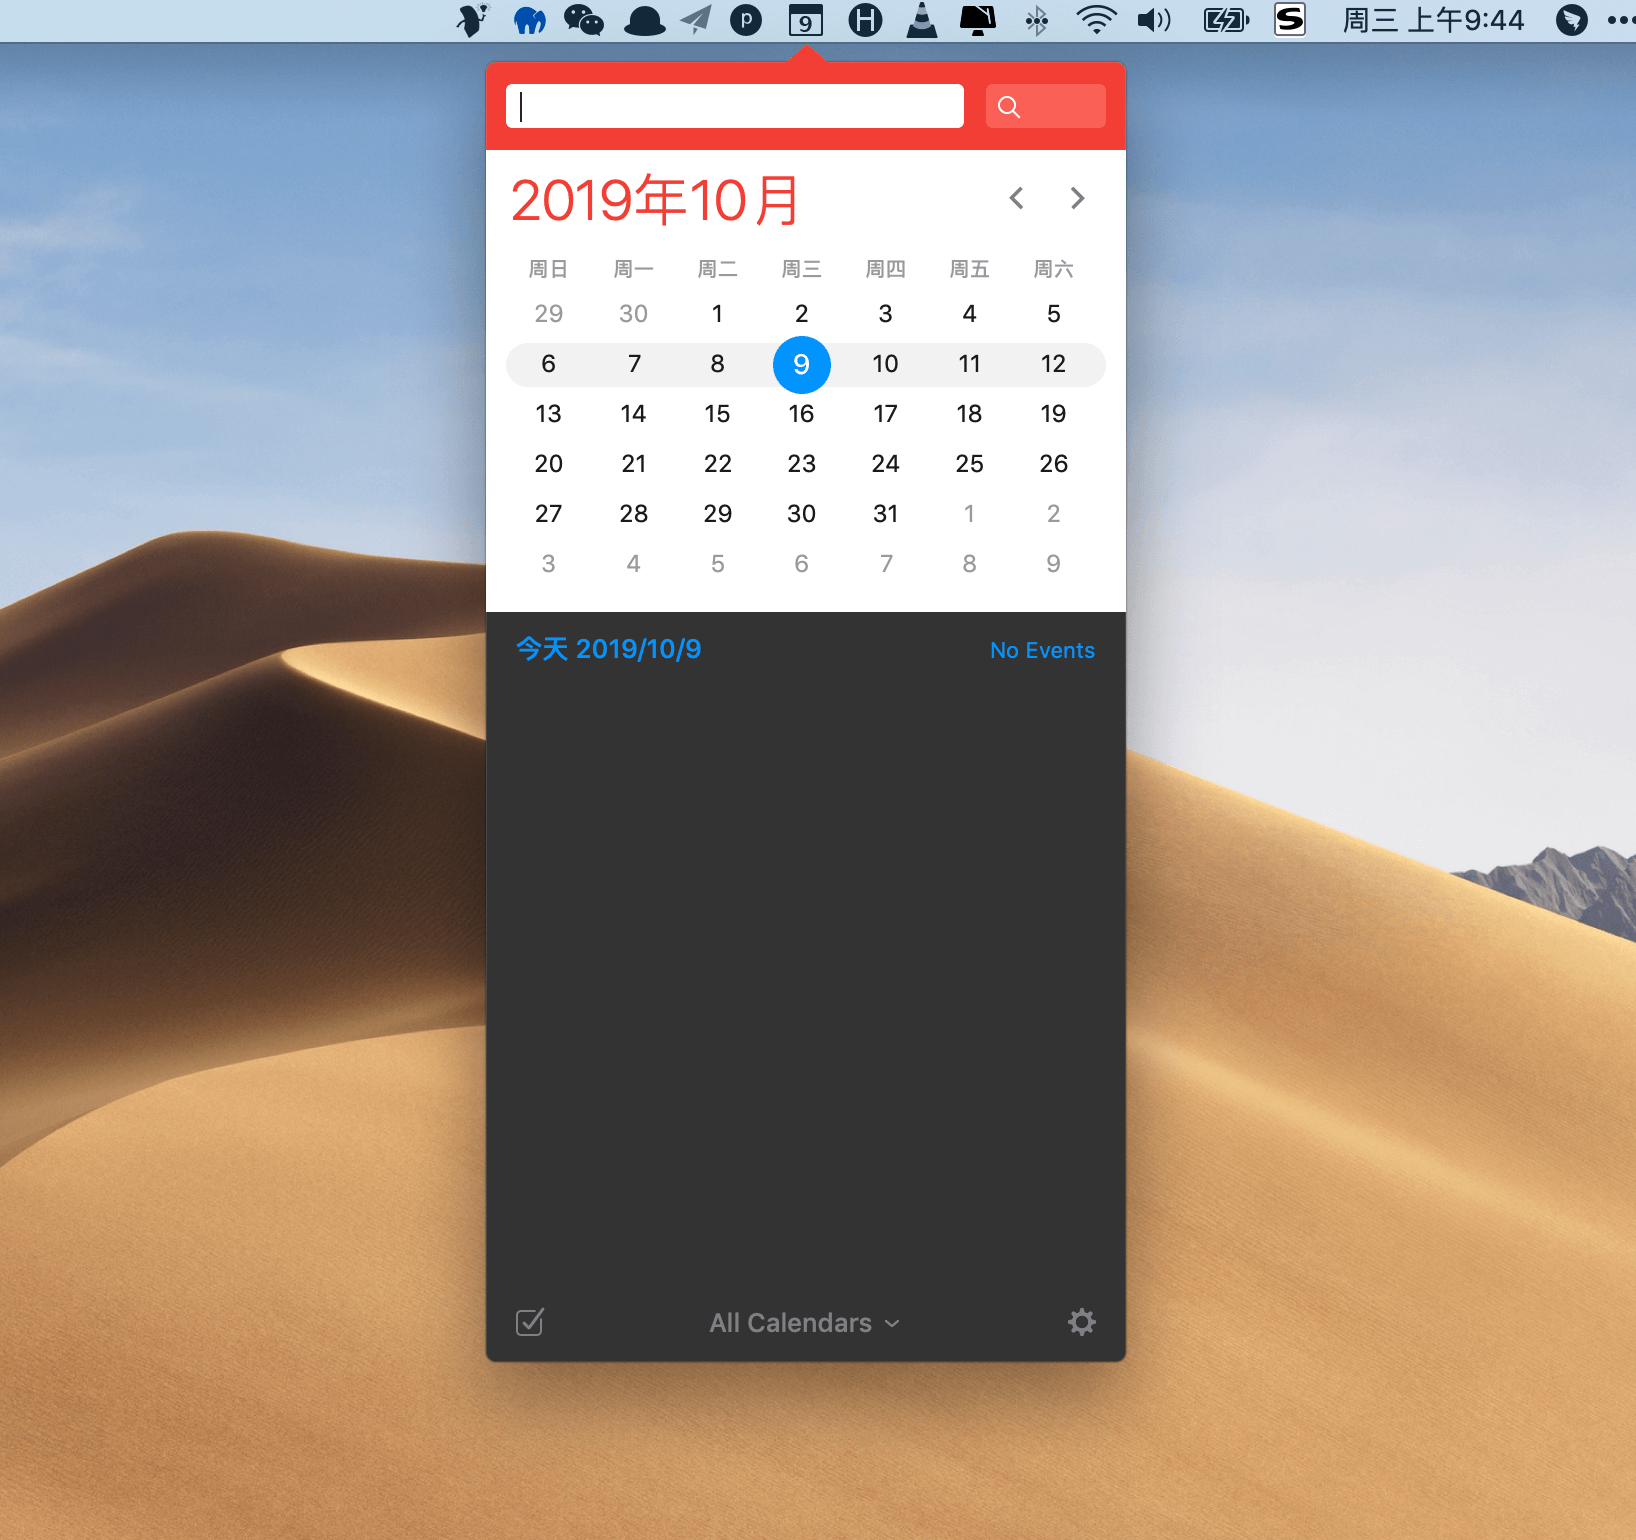 p 9 H S 周三 上午9:44
2019年10月
周日 周一 周二 周三 周四 周五 周六
29 30 1 2 3 4 5
6 7 8 9 10 11 12
13 14 15 16 17 18 19
20 21 22 23 24 25 26
27 28 29 30 31 1 2
3 4 5 6 7 8 9
今天 2019/10/9 No Events
All Calendars